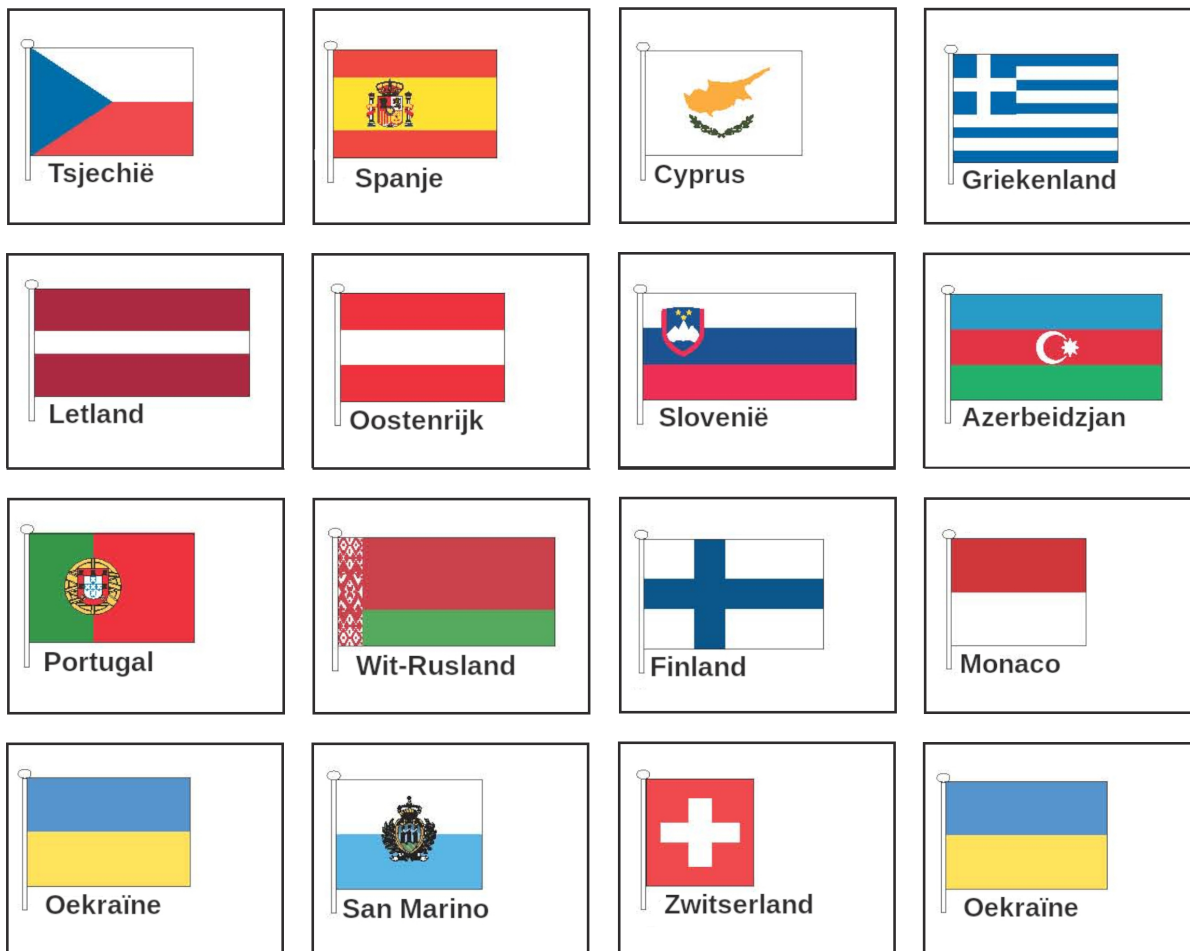 Tsjechië
Spanje
Cyprus
Griekenland
Letland
Oostenrijk
Slovenië
Azerbeidzjan
Portugal
Wit-Rusland
Finland
Monaco
Oekraïne
San Marino
Zwitserland
Oekraïne